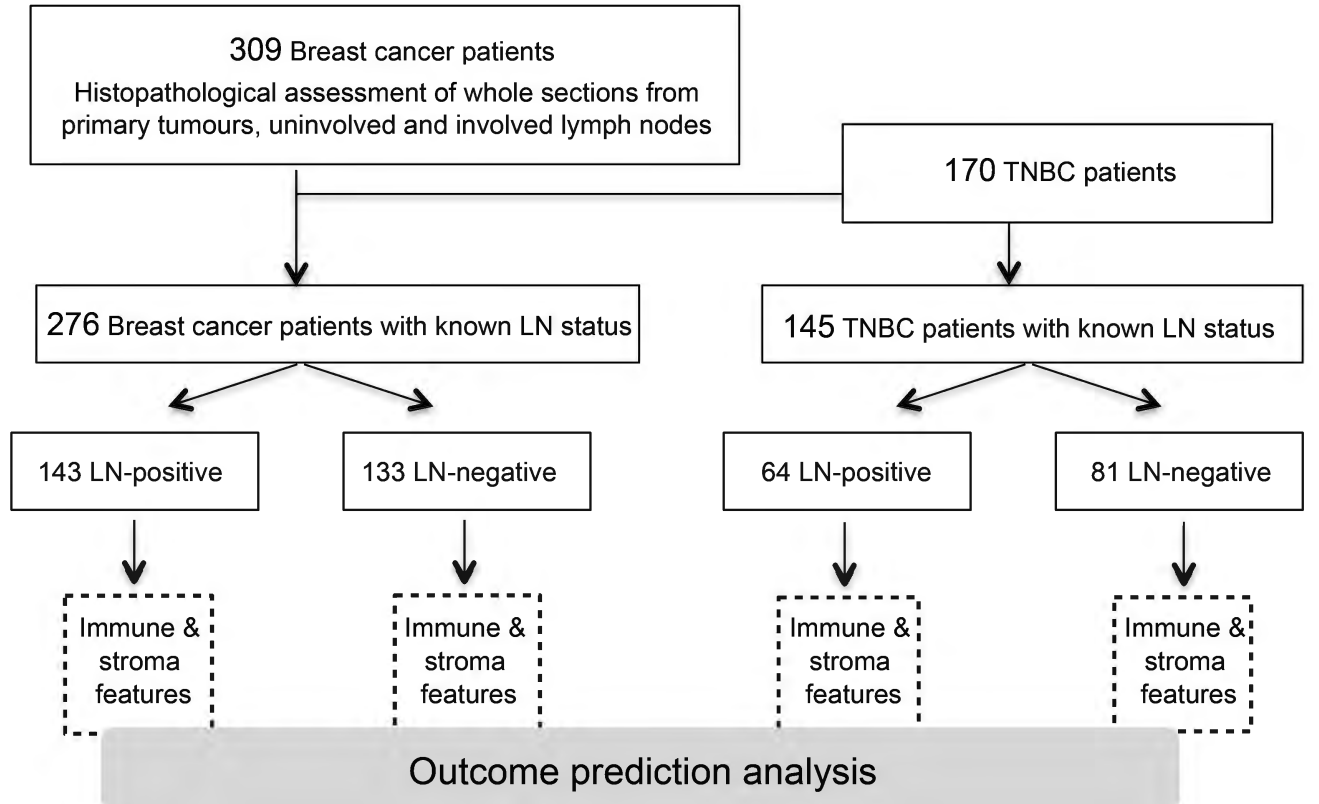 309 Breast cancer patients
Histopathological assessment of whole sections from
primary tumours, uninvolved and involved lymph nodes
170 TNBC patients
276 Breast cancer patients with known LN status
145 TNBC patients with known LN status
143 LN-positive
133 LN-negative
64 LN-positive
81 LN-negative
Immune &
stroma
features
Immune &
stroma
features
Immune &
stroma
features
Immune &
stroma
features
Outcome prediction analysis